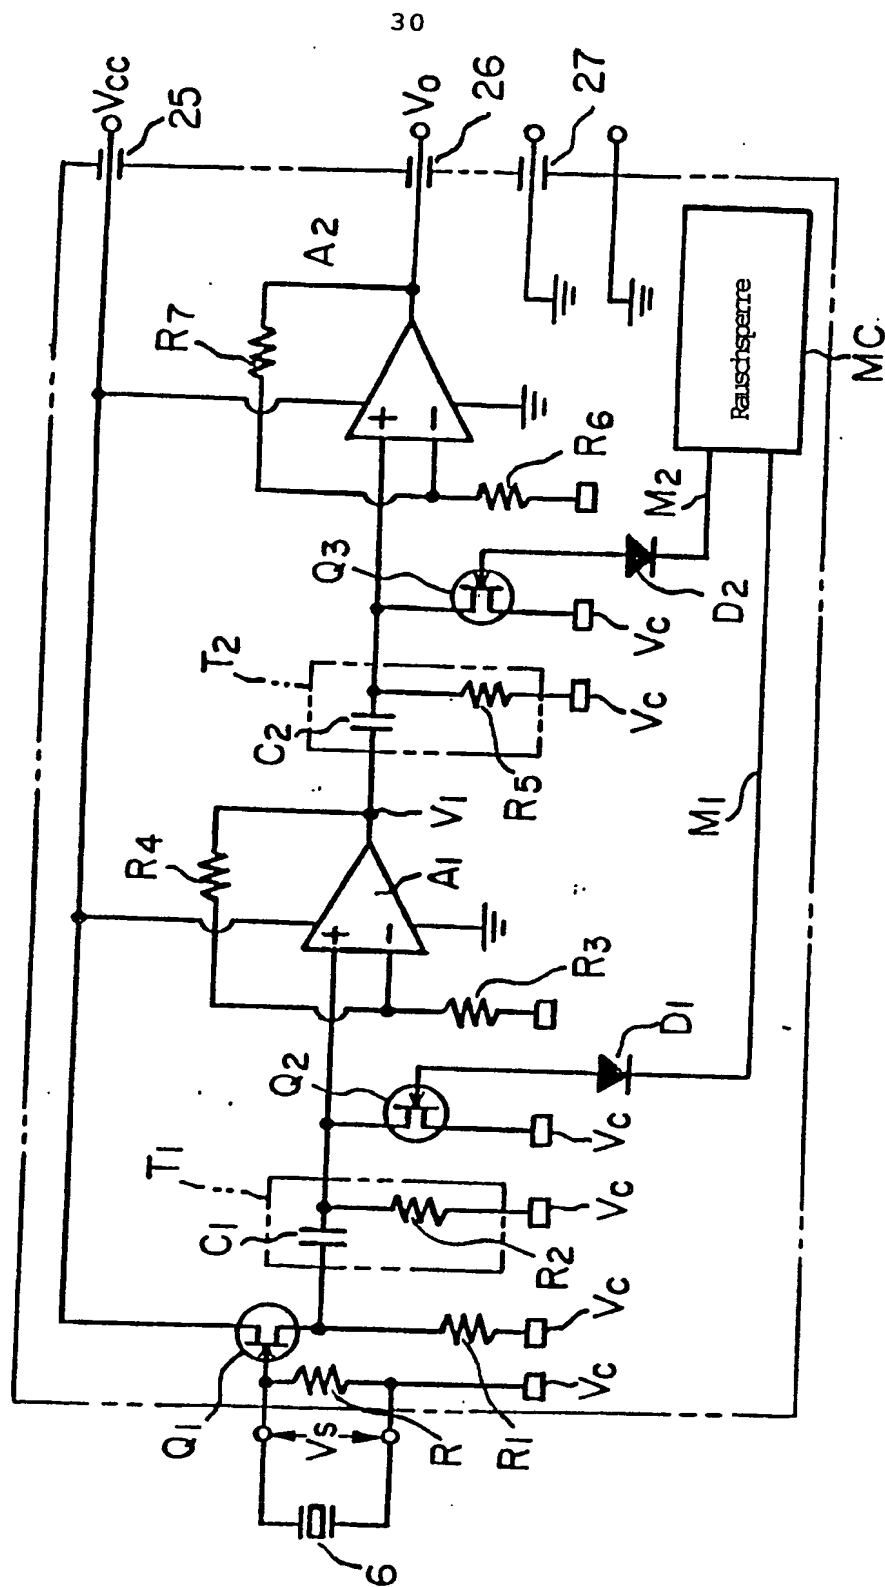 30
Vcc
25
Vo
26
27
A2
R7
R6
Rauschsperre
MC
M2
Q3
D2
Vc
T2
Vc
C2
R5
V1
M1
R4
A1
R3
D1
Q2
Vc
T1
Vc
C1
R2
Vc
Vc
Q1
Vs
R
R1
6